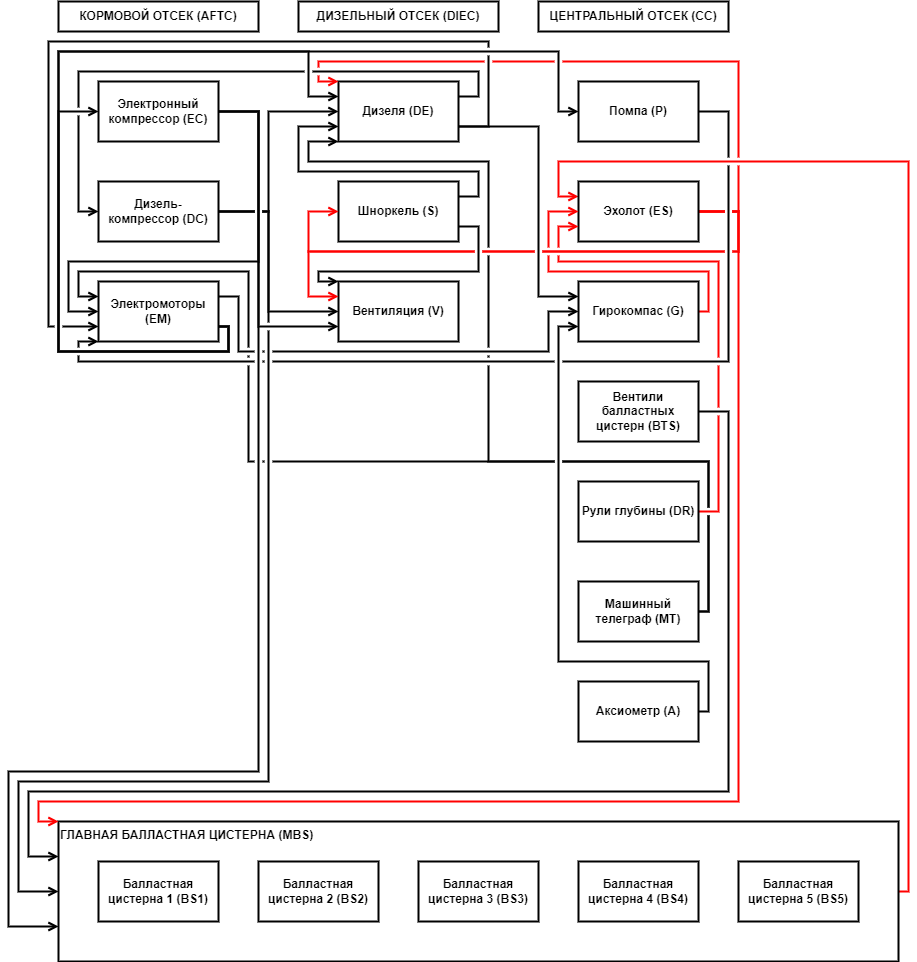 КОРМОВОЙ ОТСЕК (AFTC)
ДИЗЕЛЬНЫЙ ОТСЕК (DIEC)
ЦЕНТРАЛЬНЫЙ ОТСЕК (CC)
Электронный
компрессор (EC)
Дизеля (DE)
Помпа (P)
Дизель-
компрессор (DC)
Шноркель (S)
Эхолот (ES)
Электромоторы
(EM)
Вентиляция (V)
Гирокомпас (G)
Вентили
балластных
цистерн (BTS)
Рули глубины (DR)
Машинный
телеграф (MT)
Аксиометр (A)
ГЛАВНАЯ БАЛЛАСТНАЯ ЦИСТЕРНА (MBS)
Балластная
цистерна 1 (BS1)
Балластная
цистерна 2 (BS2)
Балластная
цистерна 3 (BS3)
Балластная
цистерна 4 (BS4)
Балластная
цистерна 5 (BS5)